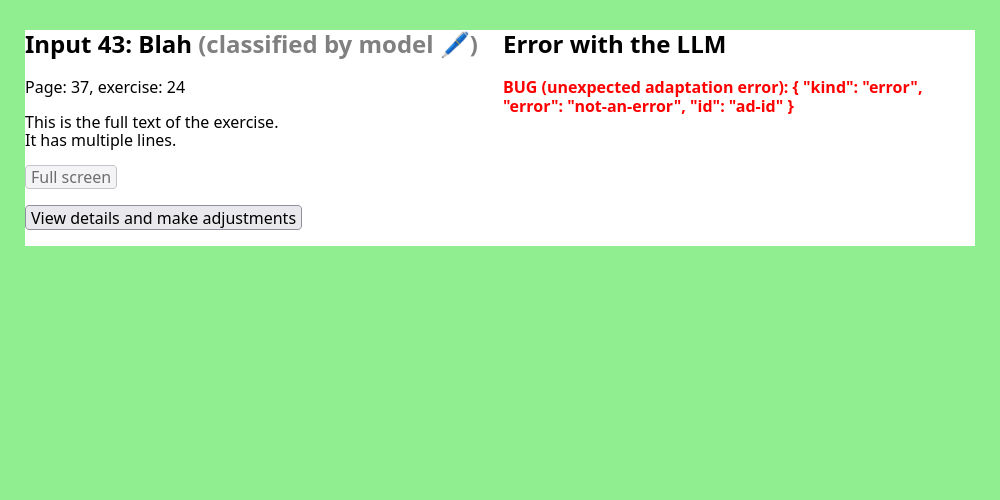 Input 43: Blah (classified by model 🖊️)
Page: 37, exercise: 24
This is the full text of the exercise.
It has multiple lines.
Full screen
View details and make adjustments
Error with the LLM
BUG (unexpected adaptation error): { "kind": "error",
"error": "not-an-error", "id": "ad-id" }